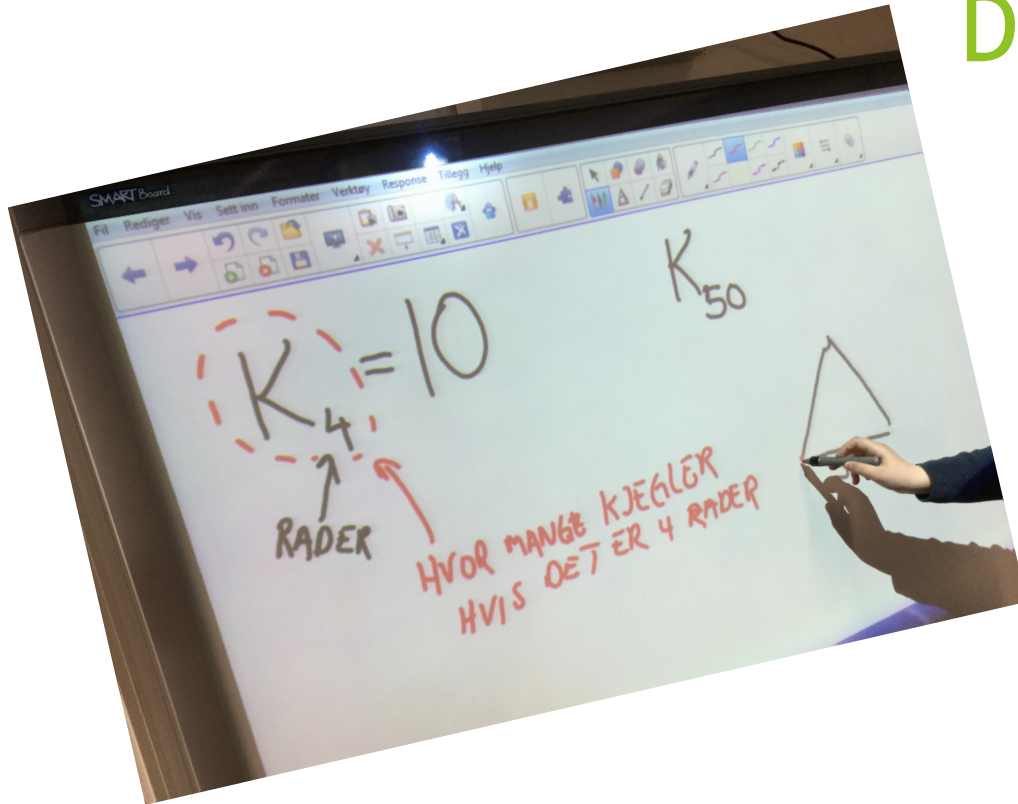 D
SMART Board
Fil Rediger Vis Sett inn Formater Verktøy Response Tillegg Hjelp
K4 = 10
K50
RADER
HVOR MANGE KJEGLER
HVIS DET ER 4 RADER